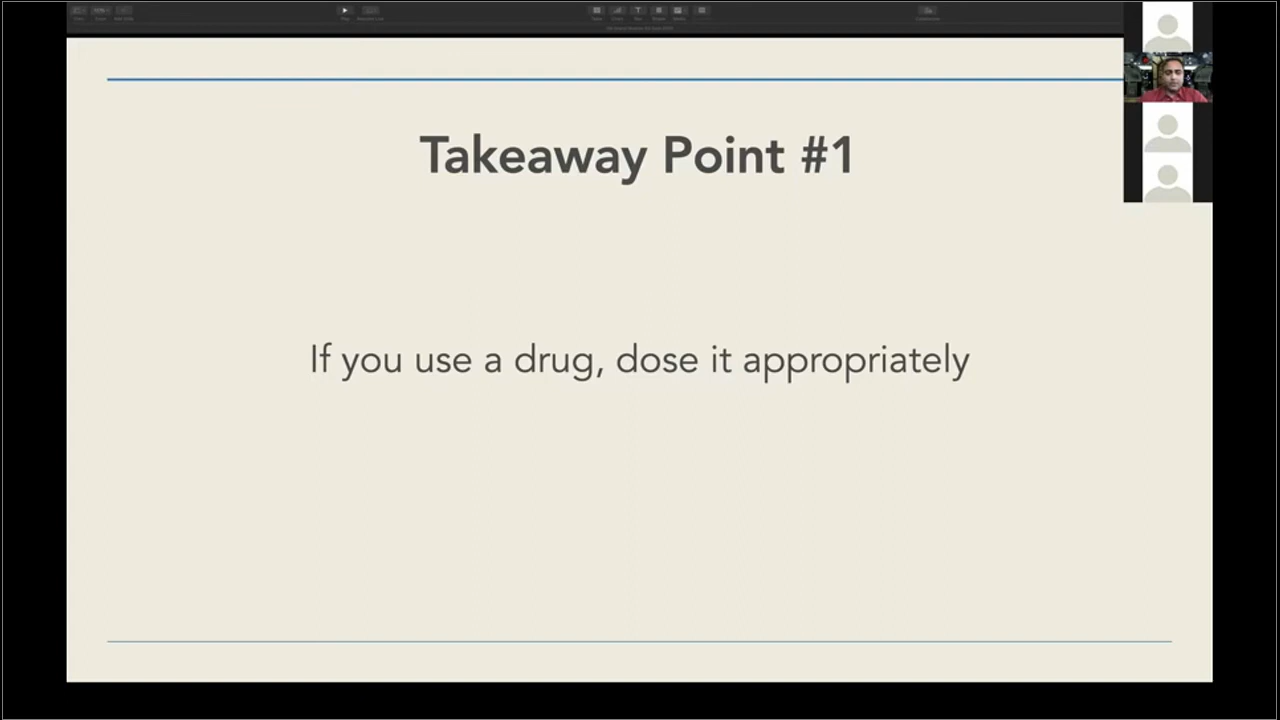 Takeaway Point #1
If you use a drug, dose it appropriately